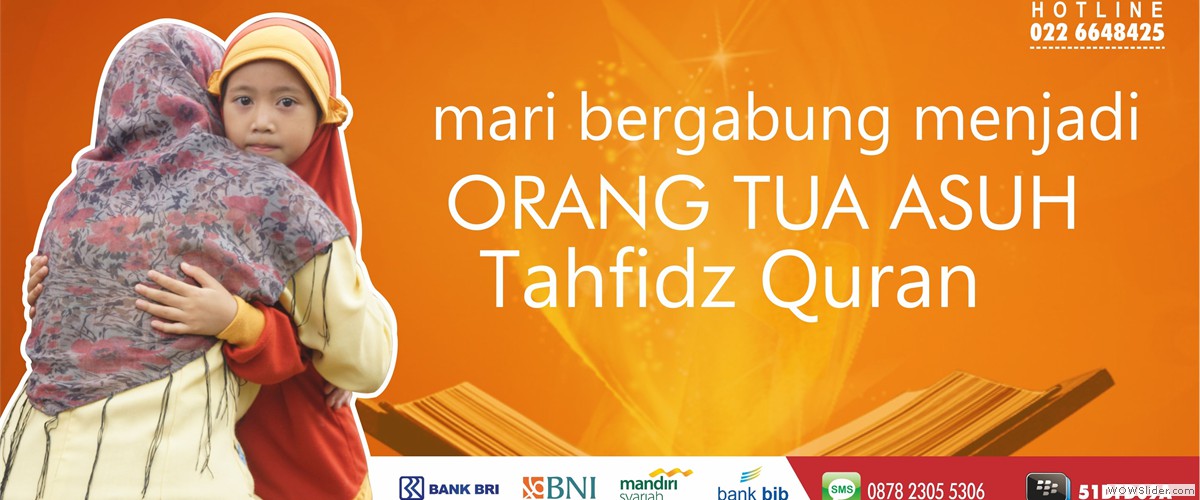 HOTLINE
022 6648425
mari bergabung menjadi
ORANG TUA ASUH
Tahfidz Quran
BANK BRI
BNI
mandiri
syariah
bank bjb
SMS
0878 2305 5306
WOWSlider.com